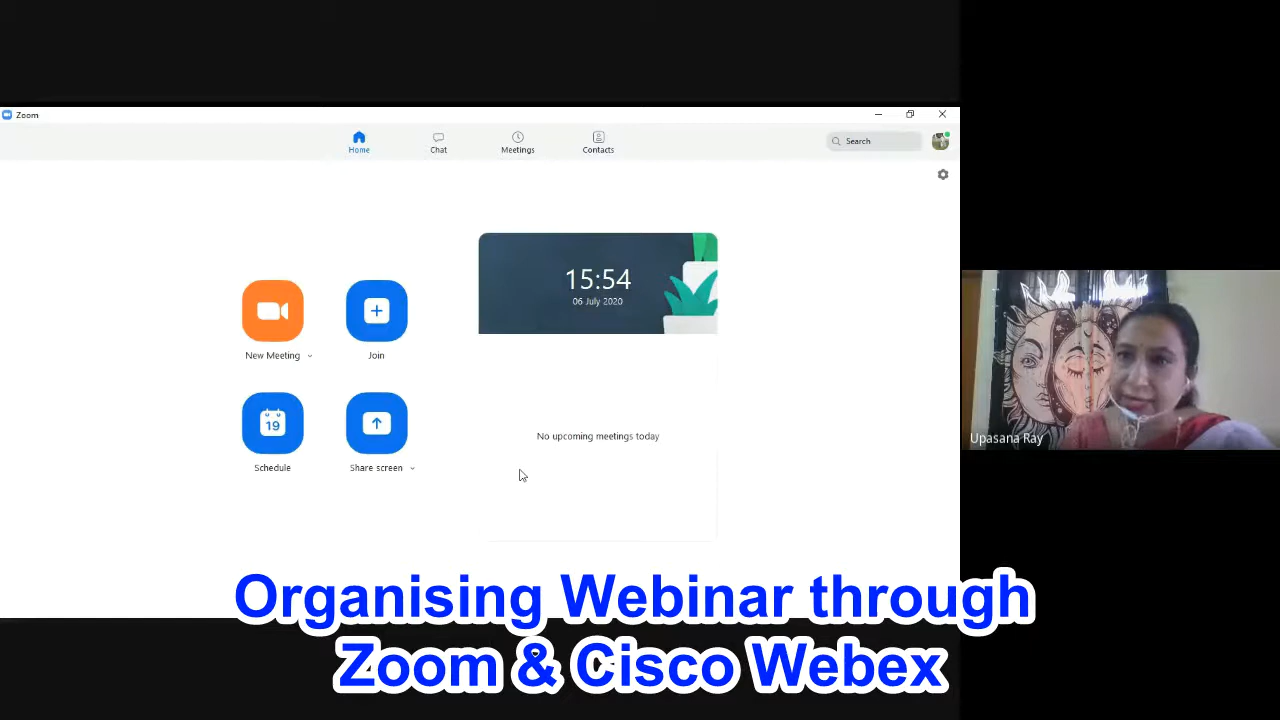 Zoom
Home
Chat
Meetings
Contacts
Search
15:54
06 July 2020
New Meeting
Join
19
Schedule
Share screen
No upcoming meetings today
Upasana Ray
Organising Webinar through
Zoom & Cisco Webex